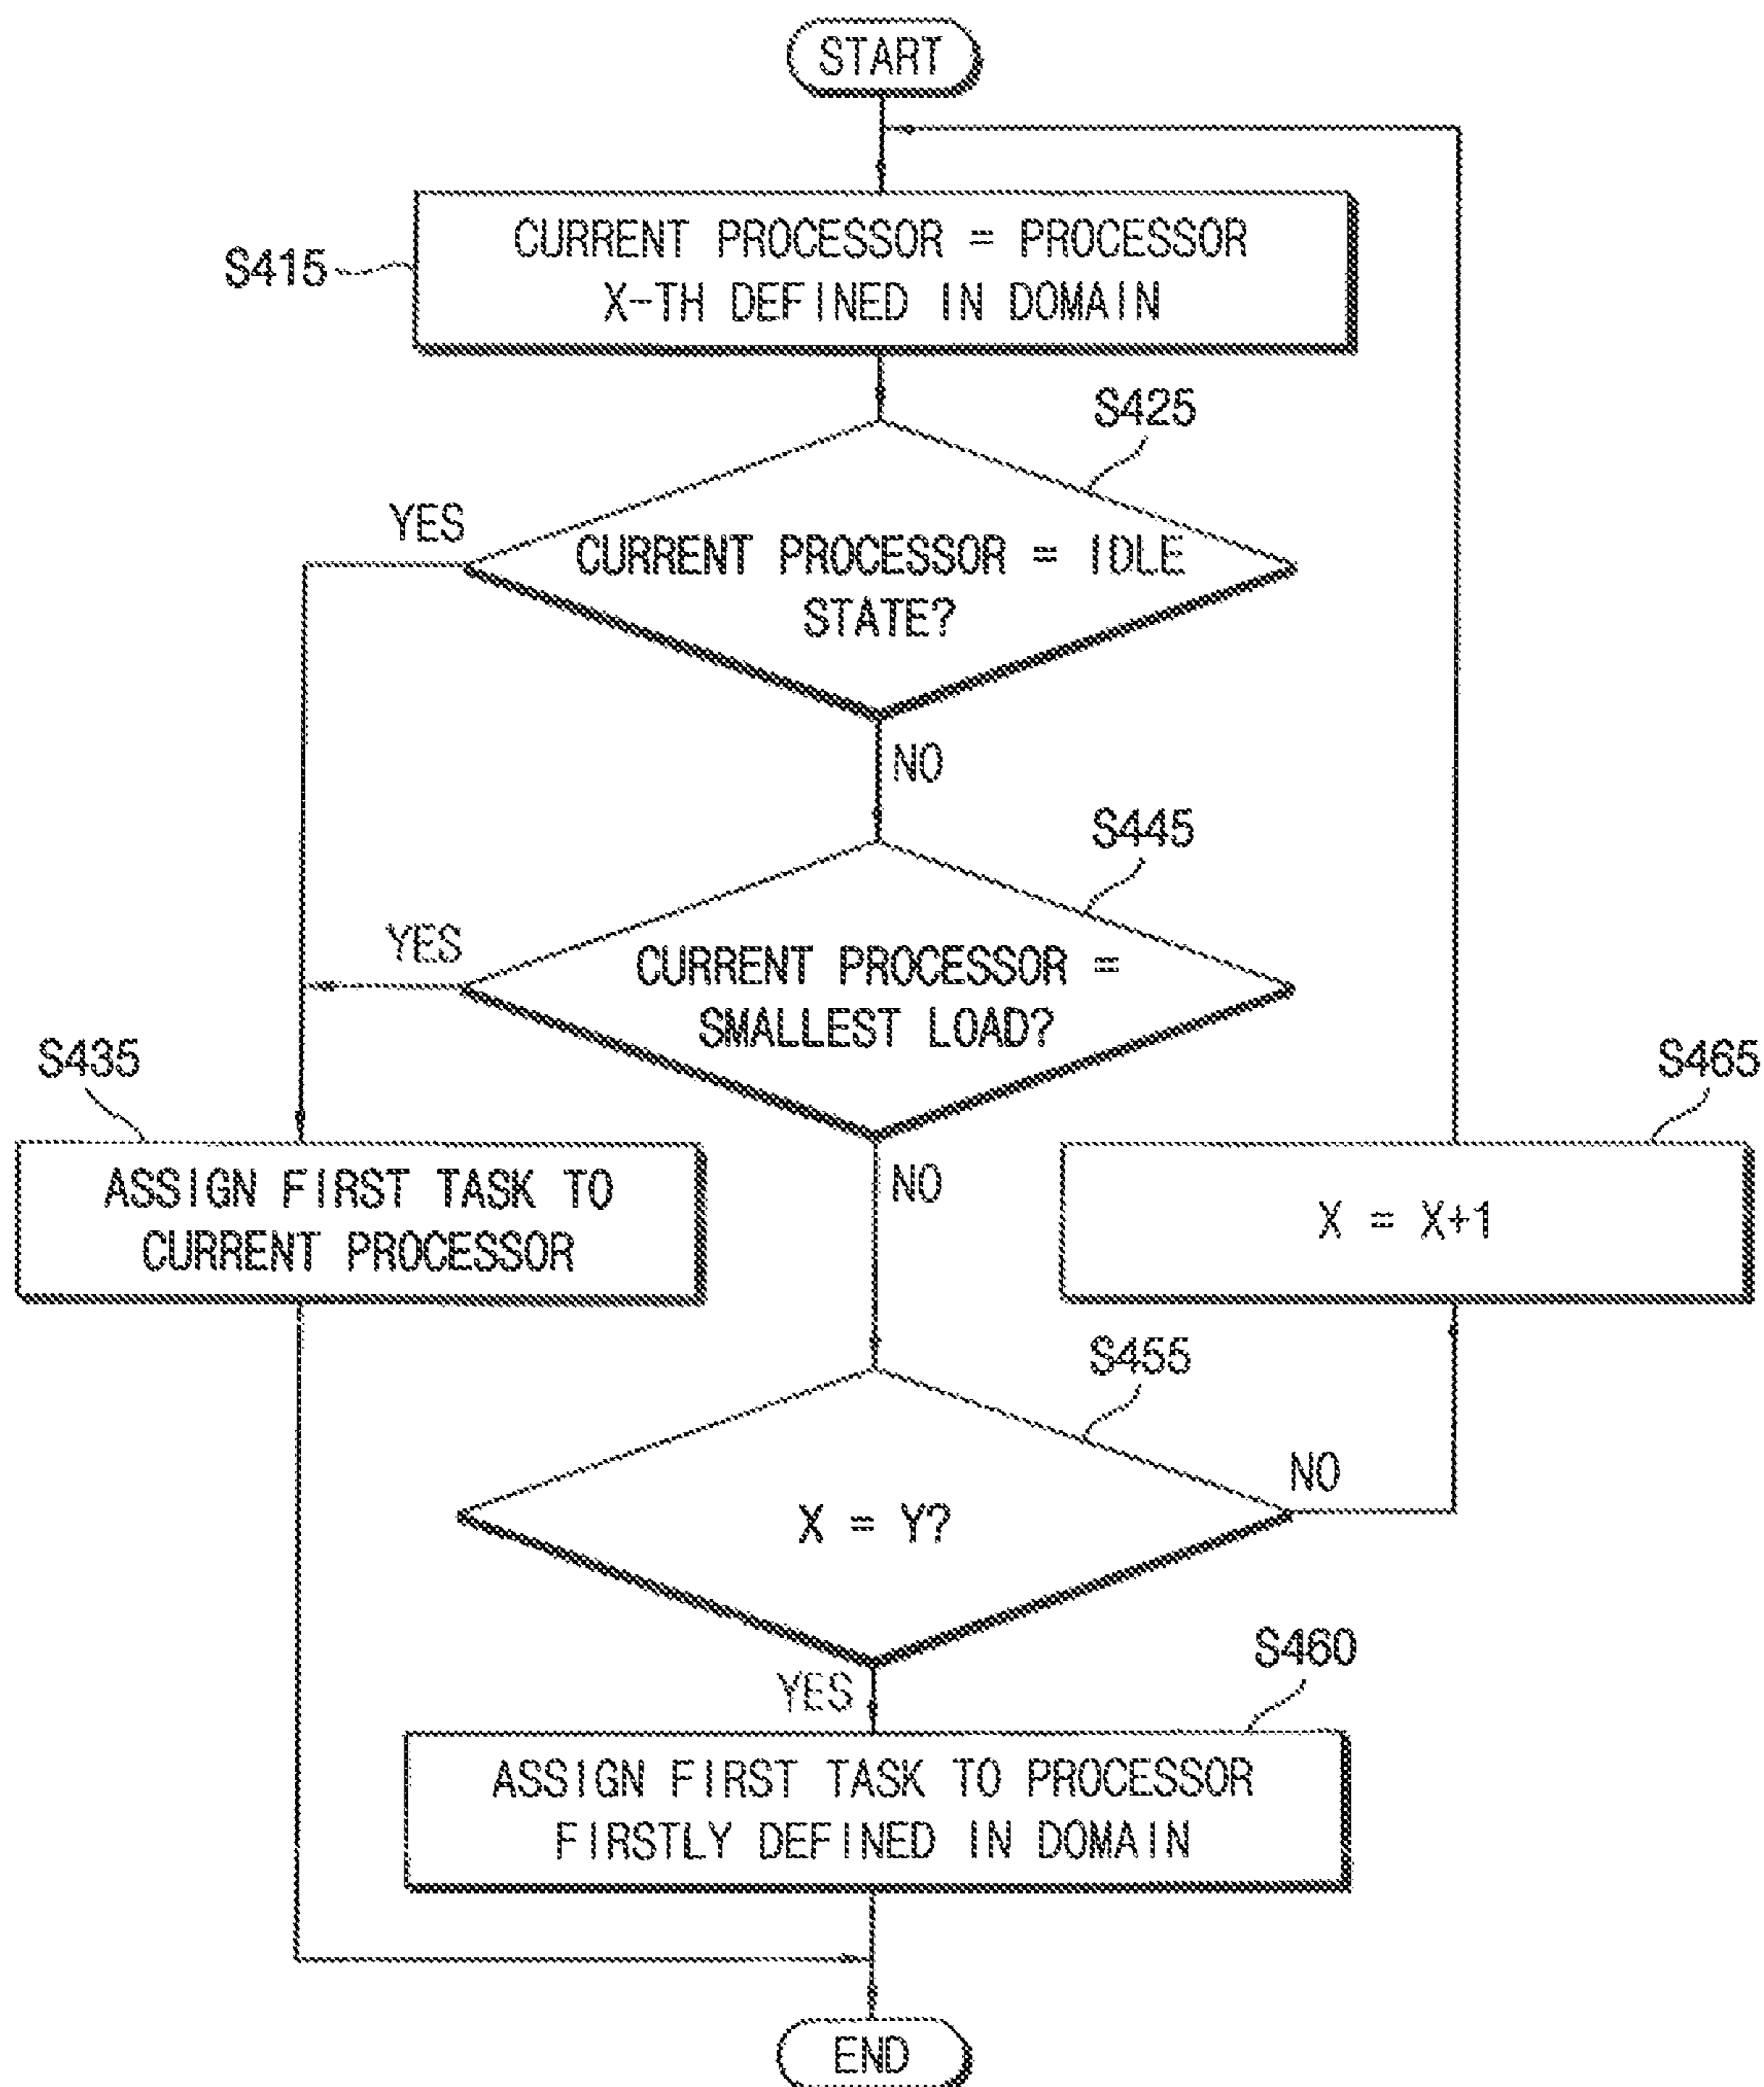 START
S415
CURRENT PROCESSOR = PROCESSOR
X-TH DEFINED IN DOMAIN
S425
YES
CURRENT PROCESSOR = IDLE
STATE?
NO
S445
YES
CURRENT PROCESSOR =
SMALLEST LOAD?
S435
S465
ASSIGN FIRST TASK TO
CURRENT PROCESSOR
NO
X = X+1
S455
NO
X = Y?
S460
YES
ASSIGN FIRST TASK TO PROCESSOR
FIRSTLY DEFINED IN DOMAIN
END